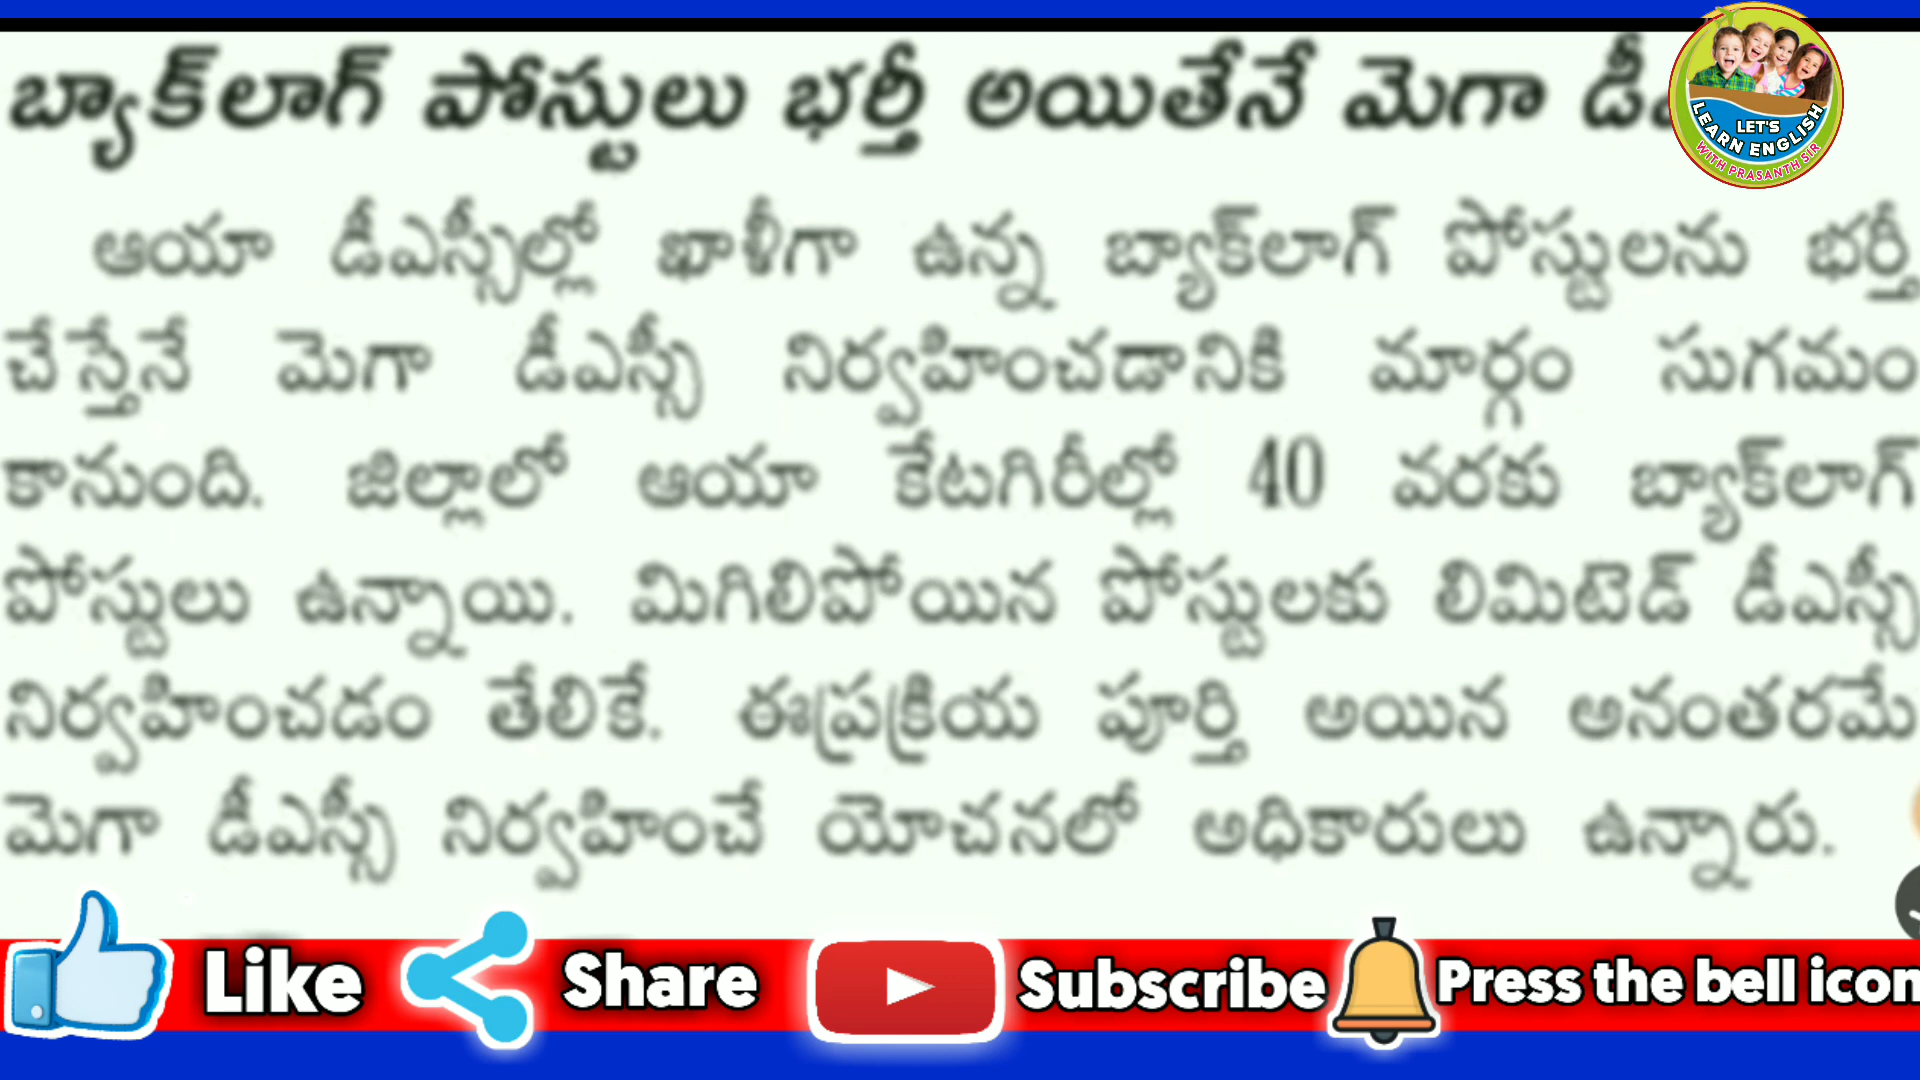 బ్యాక్‌లాగ్ పోస్టులు భర్తీ అయితేనే మెగా
ఆయా డీఎస్సీల్లో ఖాళీగా ఉన్న బ్యాక్‌లాగ్ పోస్టులను భర్తీ
చేస్తేనే మెగా డీఎస్సీ నిర్వహించడానికి మార్గం సుగమం
కానుంది. జిల్లాలో ఆయా కేటగిరీల్లో 40 వరకు బ్యాక్‌లాగ్
పోస్టులు ఉన్నాయి. మిగిలిపోయిన పోస్టులకు లిమిటెడ్ డీఎస్సీ
నిర్వహించడం తేలికే. ఈప్రక్రియ పూర్తి అయిన అనంతరమే
మెగా డీఎస్సీ నిర్వహించే యోచనలో అధికారులు ఉన్నారు.
LET'S
LEARN ENGLISH
WITH PRASANTH SIR
Like Share Subscribe Press the bell icon